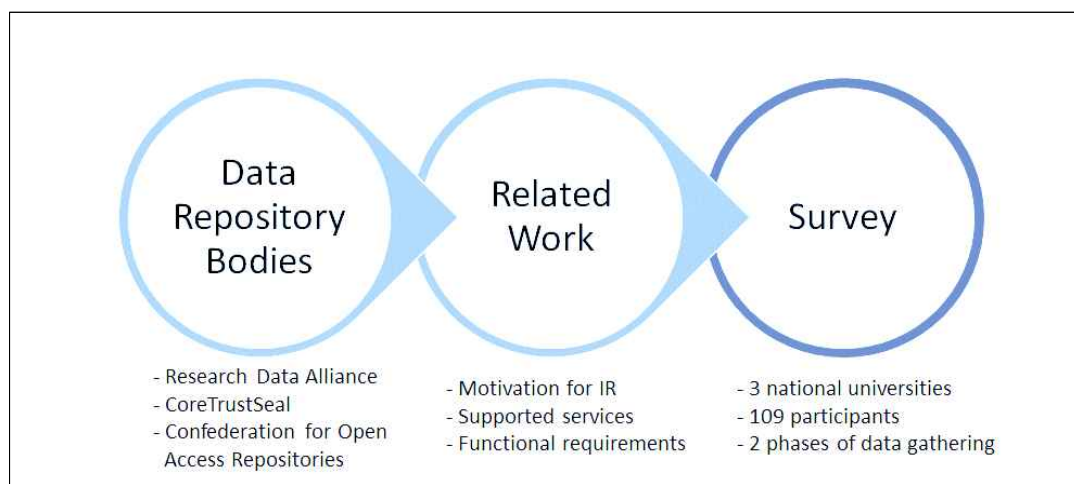 Data
Repository
Bodies
Related
Work
Survey
- Research Data Alliance
- CoreTrustSeal
- Confederation for Open
Access Repositories
- Motivation for IR
- Supported services
- Functional requirements
- 3 national universities
- 109 participants
- 2 phases of data gathering